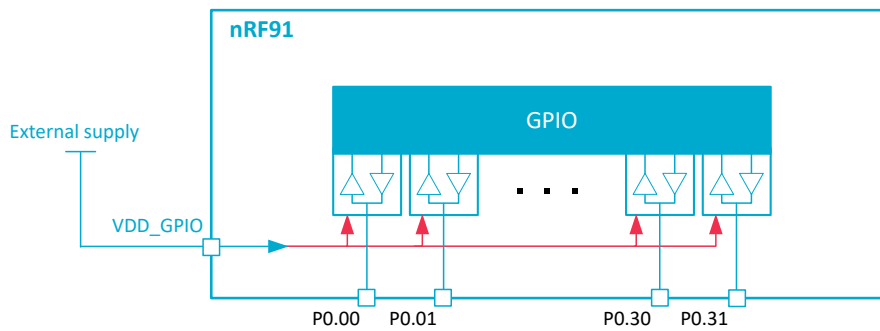 nRF91
GPIO
External supply
VDD_GPIO
P0.00 P0.01 P0.30 P0.31